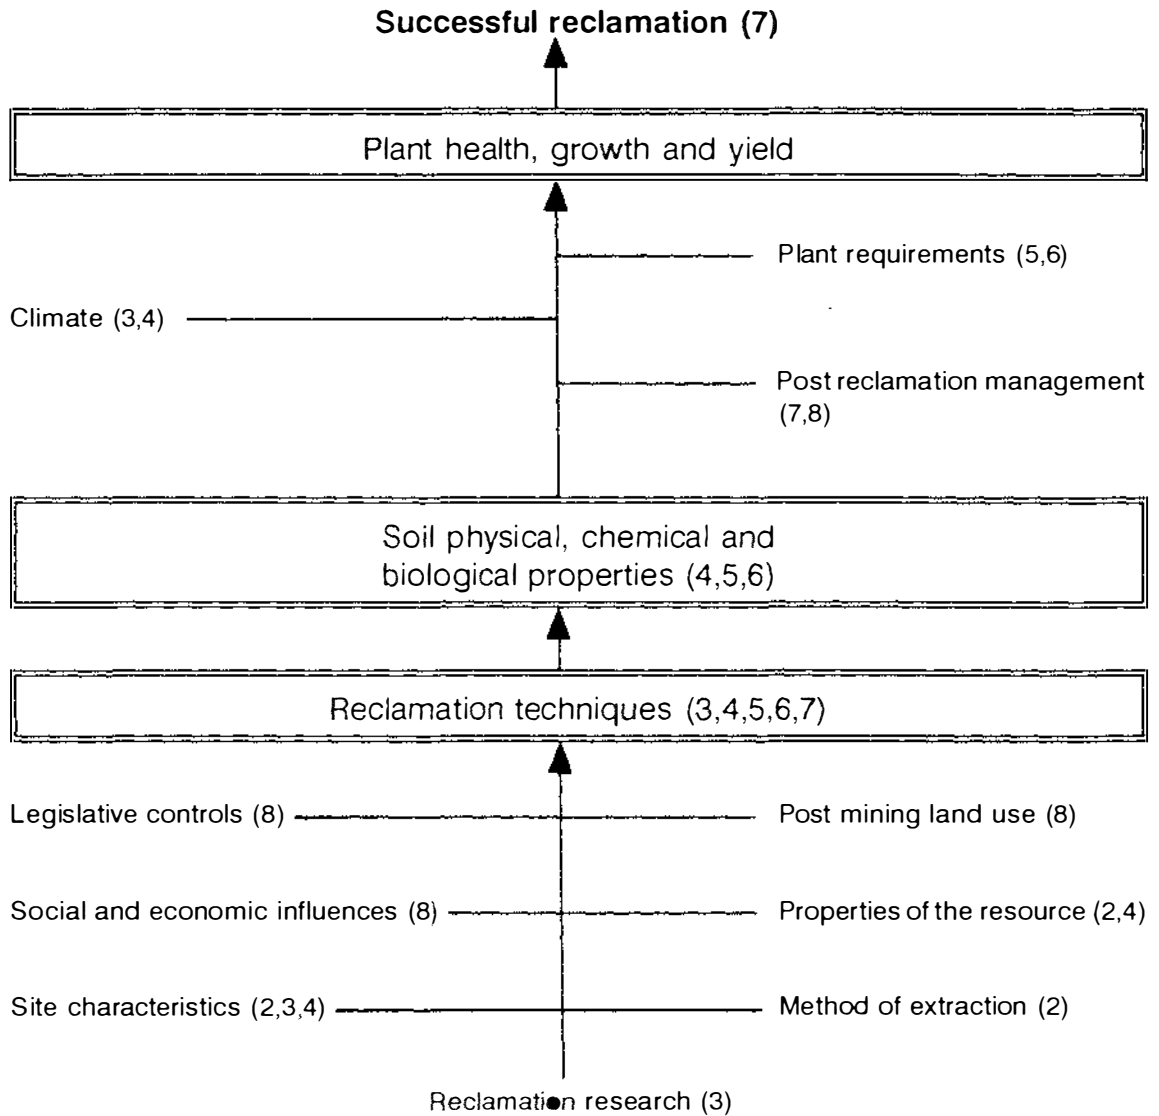 Successful reclamation (7)
Plant health, growth and yield
Plant requirements (5,6)
Climate (3,4)
Post reclamation management
(7,8)
Soil physical, chemical and
biological properties (4,5,6)
Reclamation techniques (3,4,5,6,7)
Legislative controls (8)
Post mining land use (8)
Social and economic influences (8)
Properties of the resource (2,4)
Site characteristics (2,3,4)
Method of extraction (2)
Reclamation research (3)